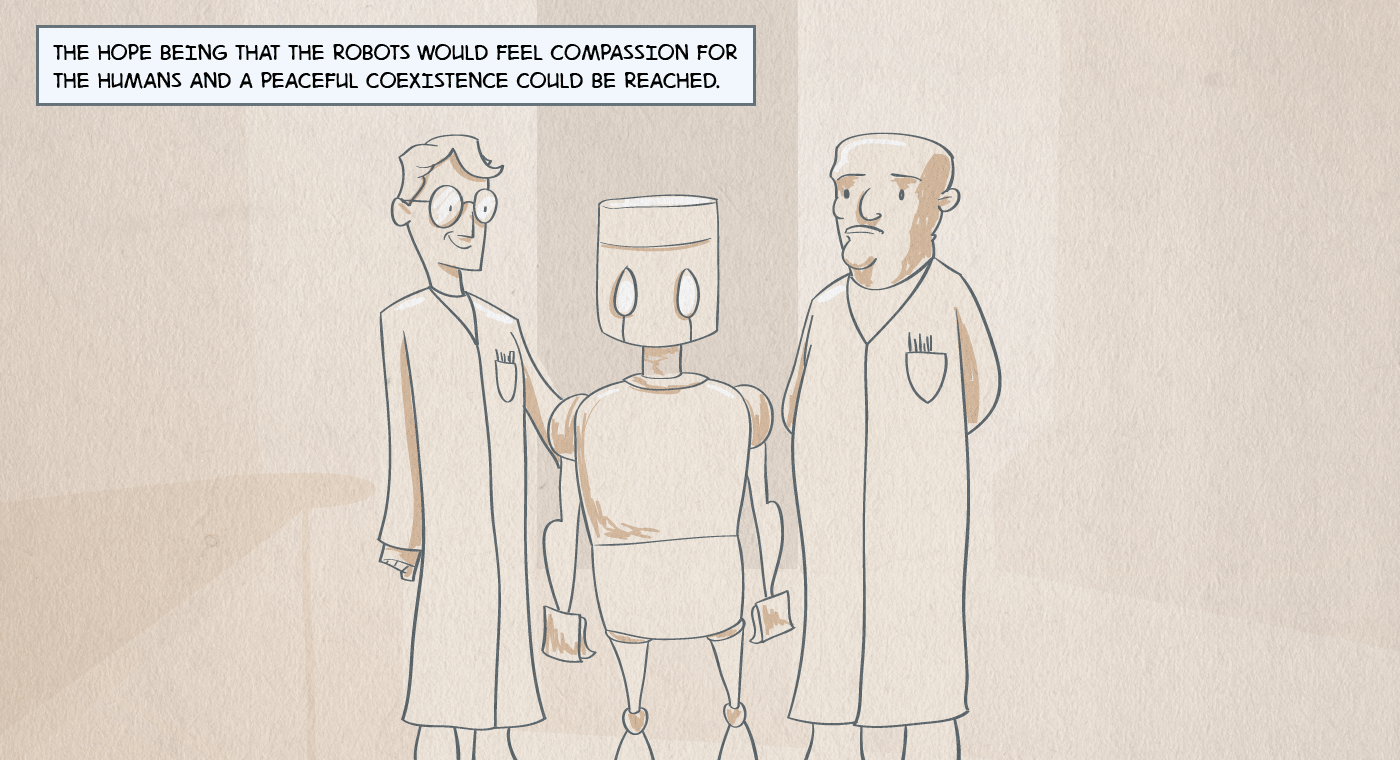 THE HOPE BEING THAT THE ROBOTS WOULD FEEL COMPASSION FOR
THE HUMANS AND A PEACEFUL COEXISTENCE COULD BE REACHED.